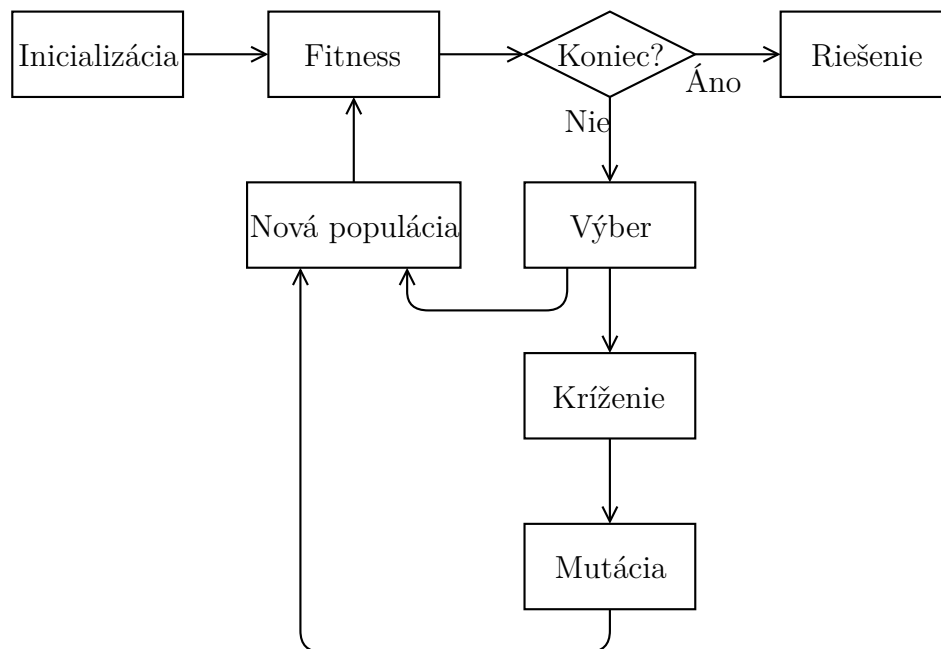 Inicializácia
Fitness
Koniec?
Riešenie
Áno
Nie
Nová populácia
Výber
Kríženie
Mutácia